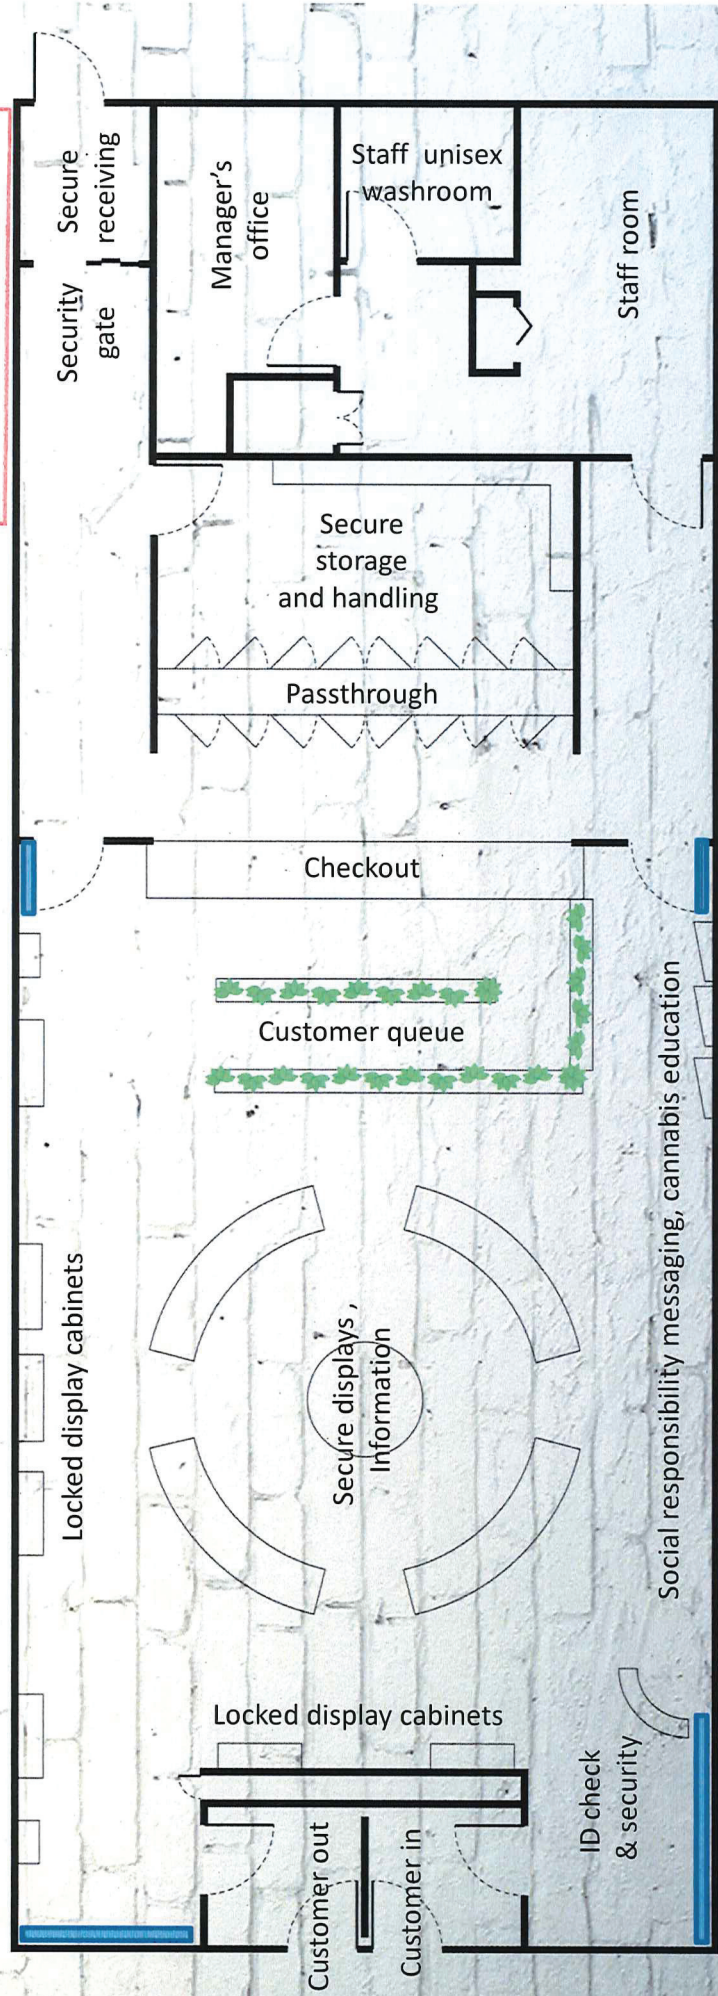 Secure
receiving
Security
gate
Manager's
office
Staff unisex
washroom
Staff room
Secure
storage
and handling
Passthrough
Checkout
Customer queue
Locked display cabinets
Secure displays ,
Information
Social responsibility messaging, cannabis education
Locked display cabinets
ID check
& security
Customer out
Customer in